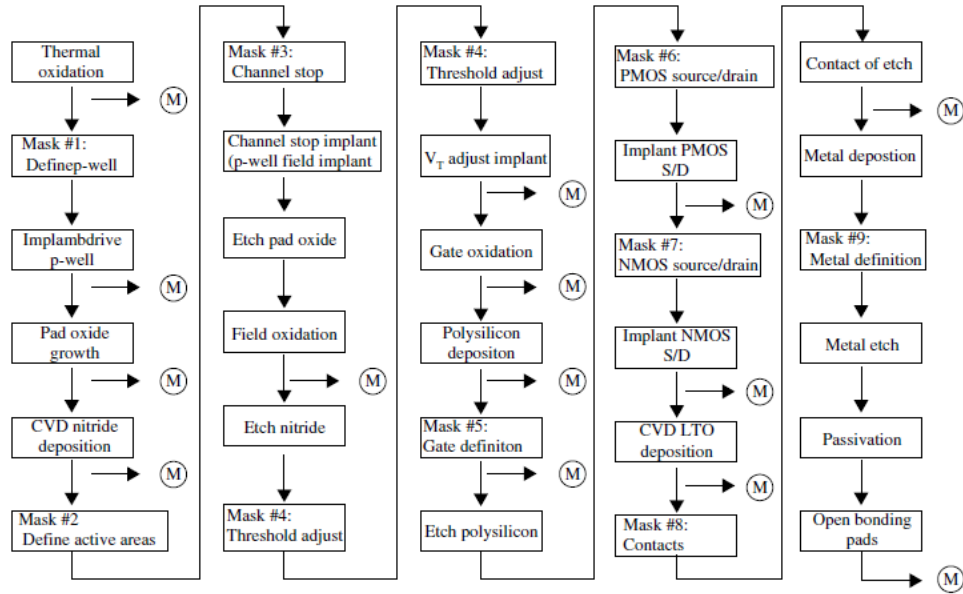 Thermal
oxidation
M
Mask #1:
Definep-well
Implambdrive
p-well
M
Pad oxide
growth
M
CVD nitride
deposition
M
Mask #2
Define active areas
Mask #3:
Channel stop
Channel stop implant
(p-well field implant
Etch pad oxide
Field oxidation
M
Etch nitride
Mask #4:
Threshold adjust
Mask #4:
Threshold adjust
V_T adjust implant
M
Gate oxidation
M
Polysilicon
depositon
M
Mask #5:
Gate definiton
M
Etch polysilicon
Mask #6:
PMOS source/drain
Implant PMOS
S/D
M
Mask #7:
NMOS source/drain
Implant NMOS
S/D
M
CVD LTO
deposition
M
Mask #8:
Contacts
Contact of etch
M
Metal depostion
Mask #9:
Metal definition
Metal etch
Passivation
Open bonding
pads
M